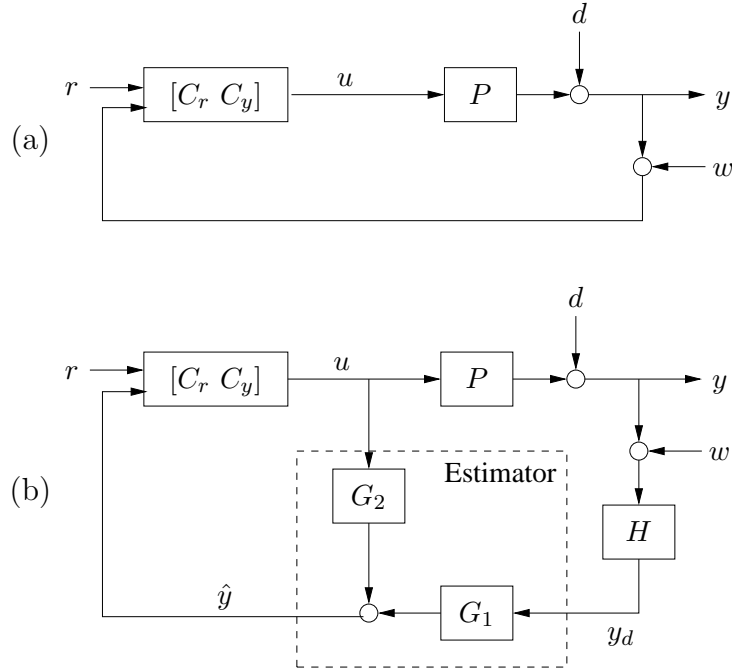 d
r
[C_r C_y]
u
P
y
(a)
w
d
r
[C_r C_y]
u
P
y
w
Estimator
(b)
G_2
H
ŷ
G_1
y_d